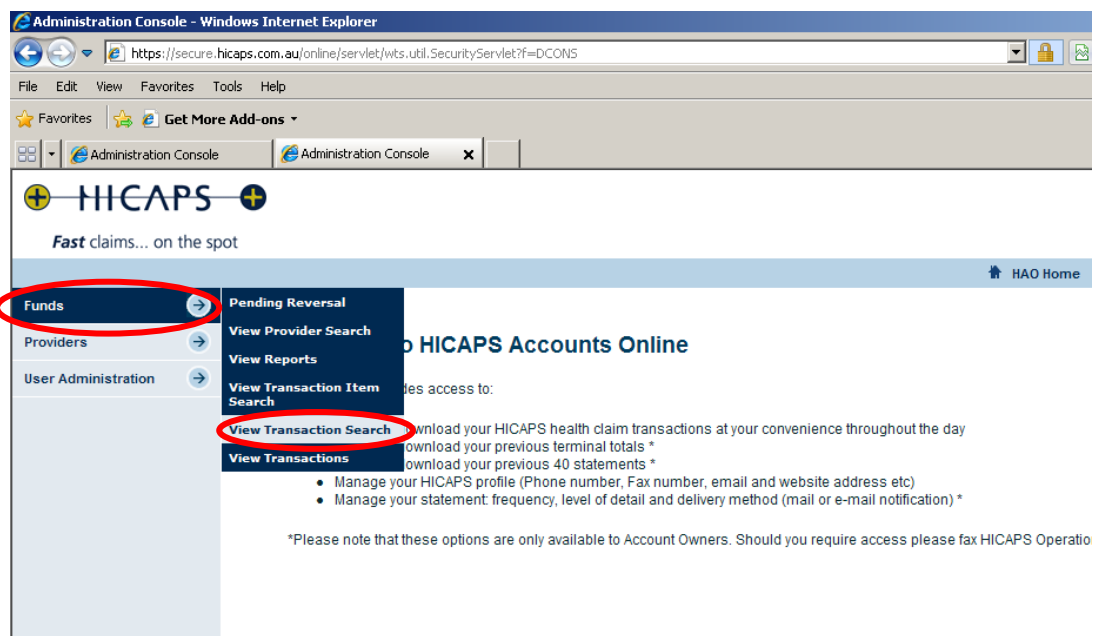 Administration Console - Windows Internet Explorer
https://secure.hicaps.com.au/online/servlet/wts.util.SecurityServlet?f=DCONS
File Edit View Favorites Tools Help
Favorites Get More Add-ons
Administration Console Administration Console x
HICAPS
Fast claims... on the spot
HAO Home
Funds
Providers
User Administration
Pending Reversal
View Provider Search
View Reports
View Transaction Item
Search
View Transaction Search
View Transactions
o HICAPS Accounts Online
des access to:
wnload your HICAPS health claim transactions at your convenience throughout the day
ownload your previous terminal totals *
ownload your previous 40 statements *
• Manage your HICAPS profile (Phone number, Fax number, email and website address etc)
• Manage your statement: frequency, level of detail and delivery method (mail or e-mail notification) *
*Please note that these options are only available to Account Owners. Should you require access please fax HICAPS Operatio